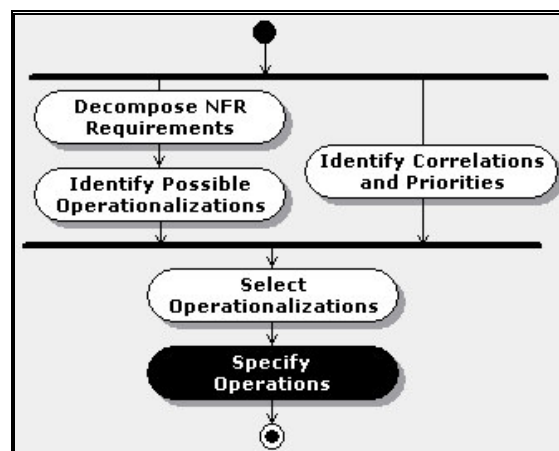 Decompose NFR
Requirements
Identify Possible
Operationalizations
Identify Correlations
and Priorities
Select
Operationalizations
Specify
Operations